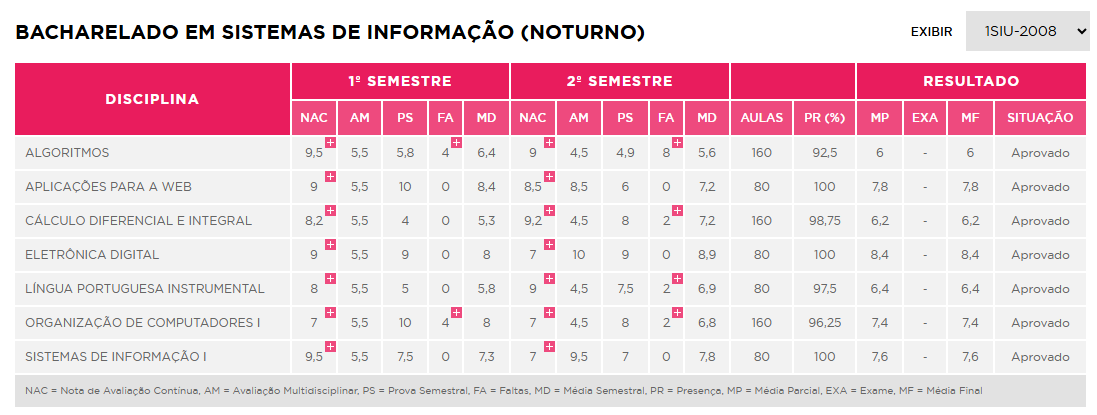 BACHARELADO EM SISTEMAS DE INFORMAÇÃO (NOTURNO) EXIBIR 1SIU-2008
DISCIPLINA 1º SEMESTRE 2º SEMESTRE RESULTADO
NAC AM PS FA MD NAC AM PS FA MD AULAS PR (%) MP EXA MF SITUAÇÃO
ALGORITMOS 9,5 + 5,5 5,8 4 + 6,4 9 + 4,5 4,9 8 + 5,6 160 92,5 6 - 6 Aprovado
APLICAÇÕES PARA A WEB 9 + 5,5 10 0 8,4 8,5 + 8,5 6 0 7,2 80 100 7,8 - 7,8 Aprovado
CÁLCULO DIFERENCIAL E INTEGRAL 8,2 + 5,5 4 0 5,3 9,2 + 4,5 8 2 + 7,2 160 98,75 6,2 - 6,2 Aprovado
ELETRÔNICA DIGITAL 9 + 5,5 9 0 8 7 + 10 9 0 8,9 80 100 8,4 - 8,4 Aprovado
LÍNGUA PORTUGUESA INSTRUMENTAL 8 + 5,5 5 0 5,8 9 + 4,5 7,5 2 + 6,9 80 97,5 6,4 - 6,4 Aprovado
ORGANIZAÇÃO DE COMPUTADORES I 7 + 5,5 10 4 + 8 7 + 4,5 8 2 + 6,8 160 96,25 7,4 - 7,4 Aprovado
SISTEMAS DE INFORMAÇÃO I 9,5 + 5,5 7,5 0 7,3 7 + 9,5 7 0 7,8 80 100 7,6 - 7,6 Aprovado
NAC = Nota de Avaliação Contínua, AM = Avaliação Multidisciplinar, PS = Prova Semestral, FA = Faltas, MD = Média Semestral, PR = Presença, MP = Média Parcial, EXA = Exame, MF = Média Final